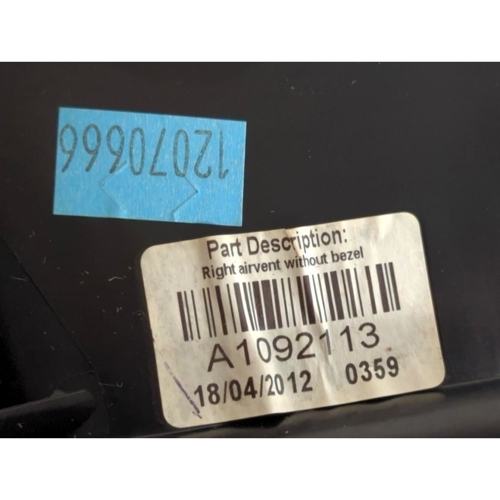 12070666
Part Description:
Right airvent without bezel
A1092113
18/04/2012 0359